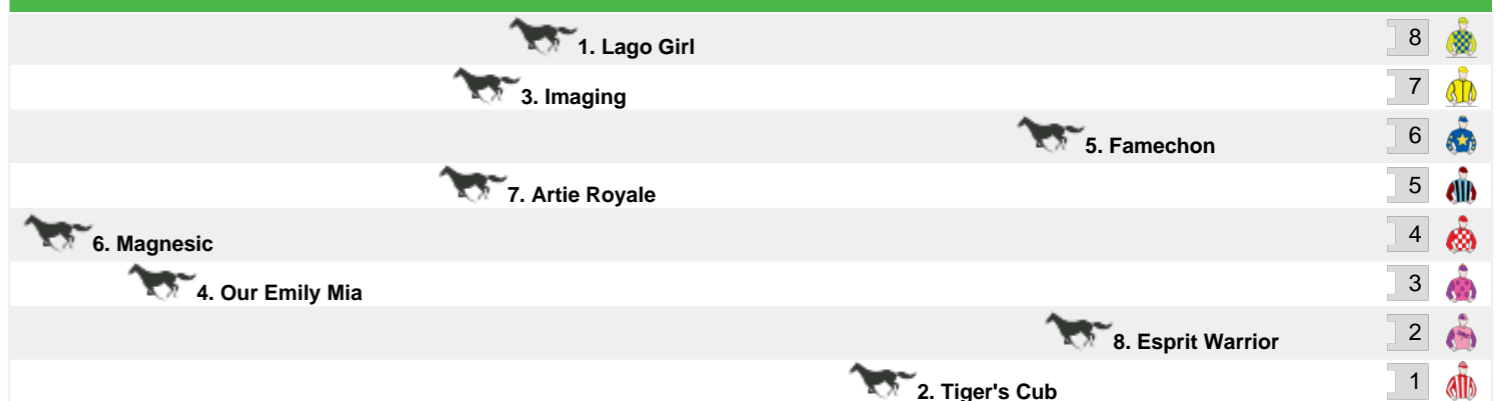 1. Lago Girl 8
3. Imaging 7
5. Famechon 6
7. Artie Royale 5
6. Magnesic 4
4. Our Emily Mia 3
8. Esprit Warrior 2
2. Tiger's Cub 1